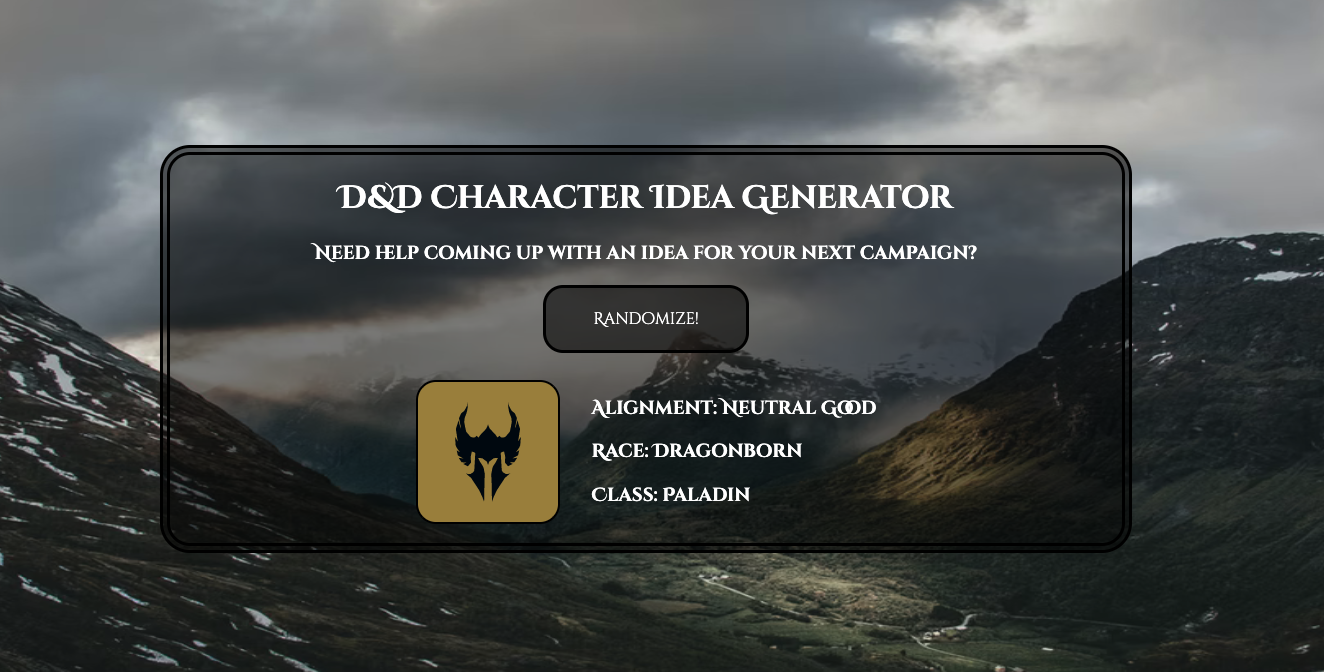 D&D Character Idea Generator
Need help coming up with an idea for your next campaign?
Randomize!
Alignment: Neutral Good
Race: Dragonborn
Class: Paladin